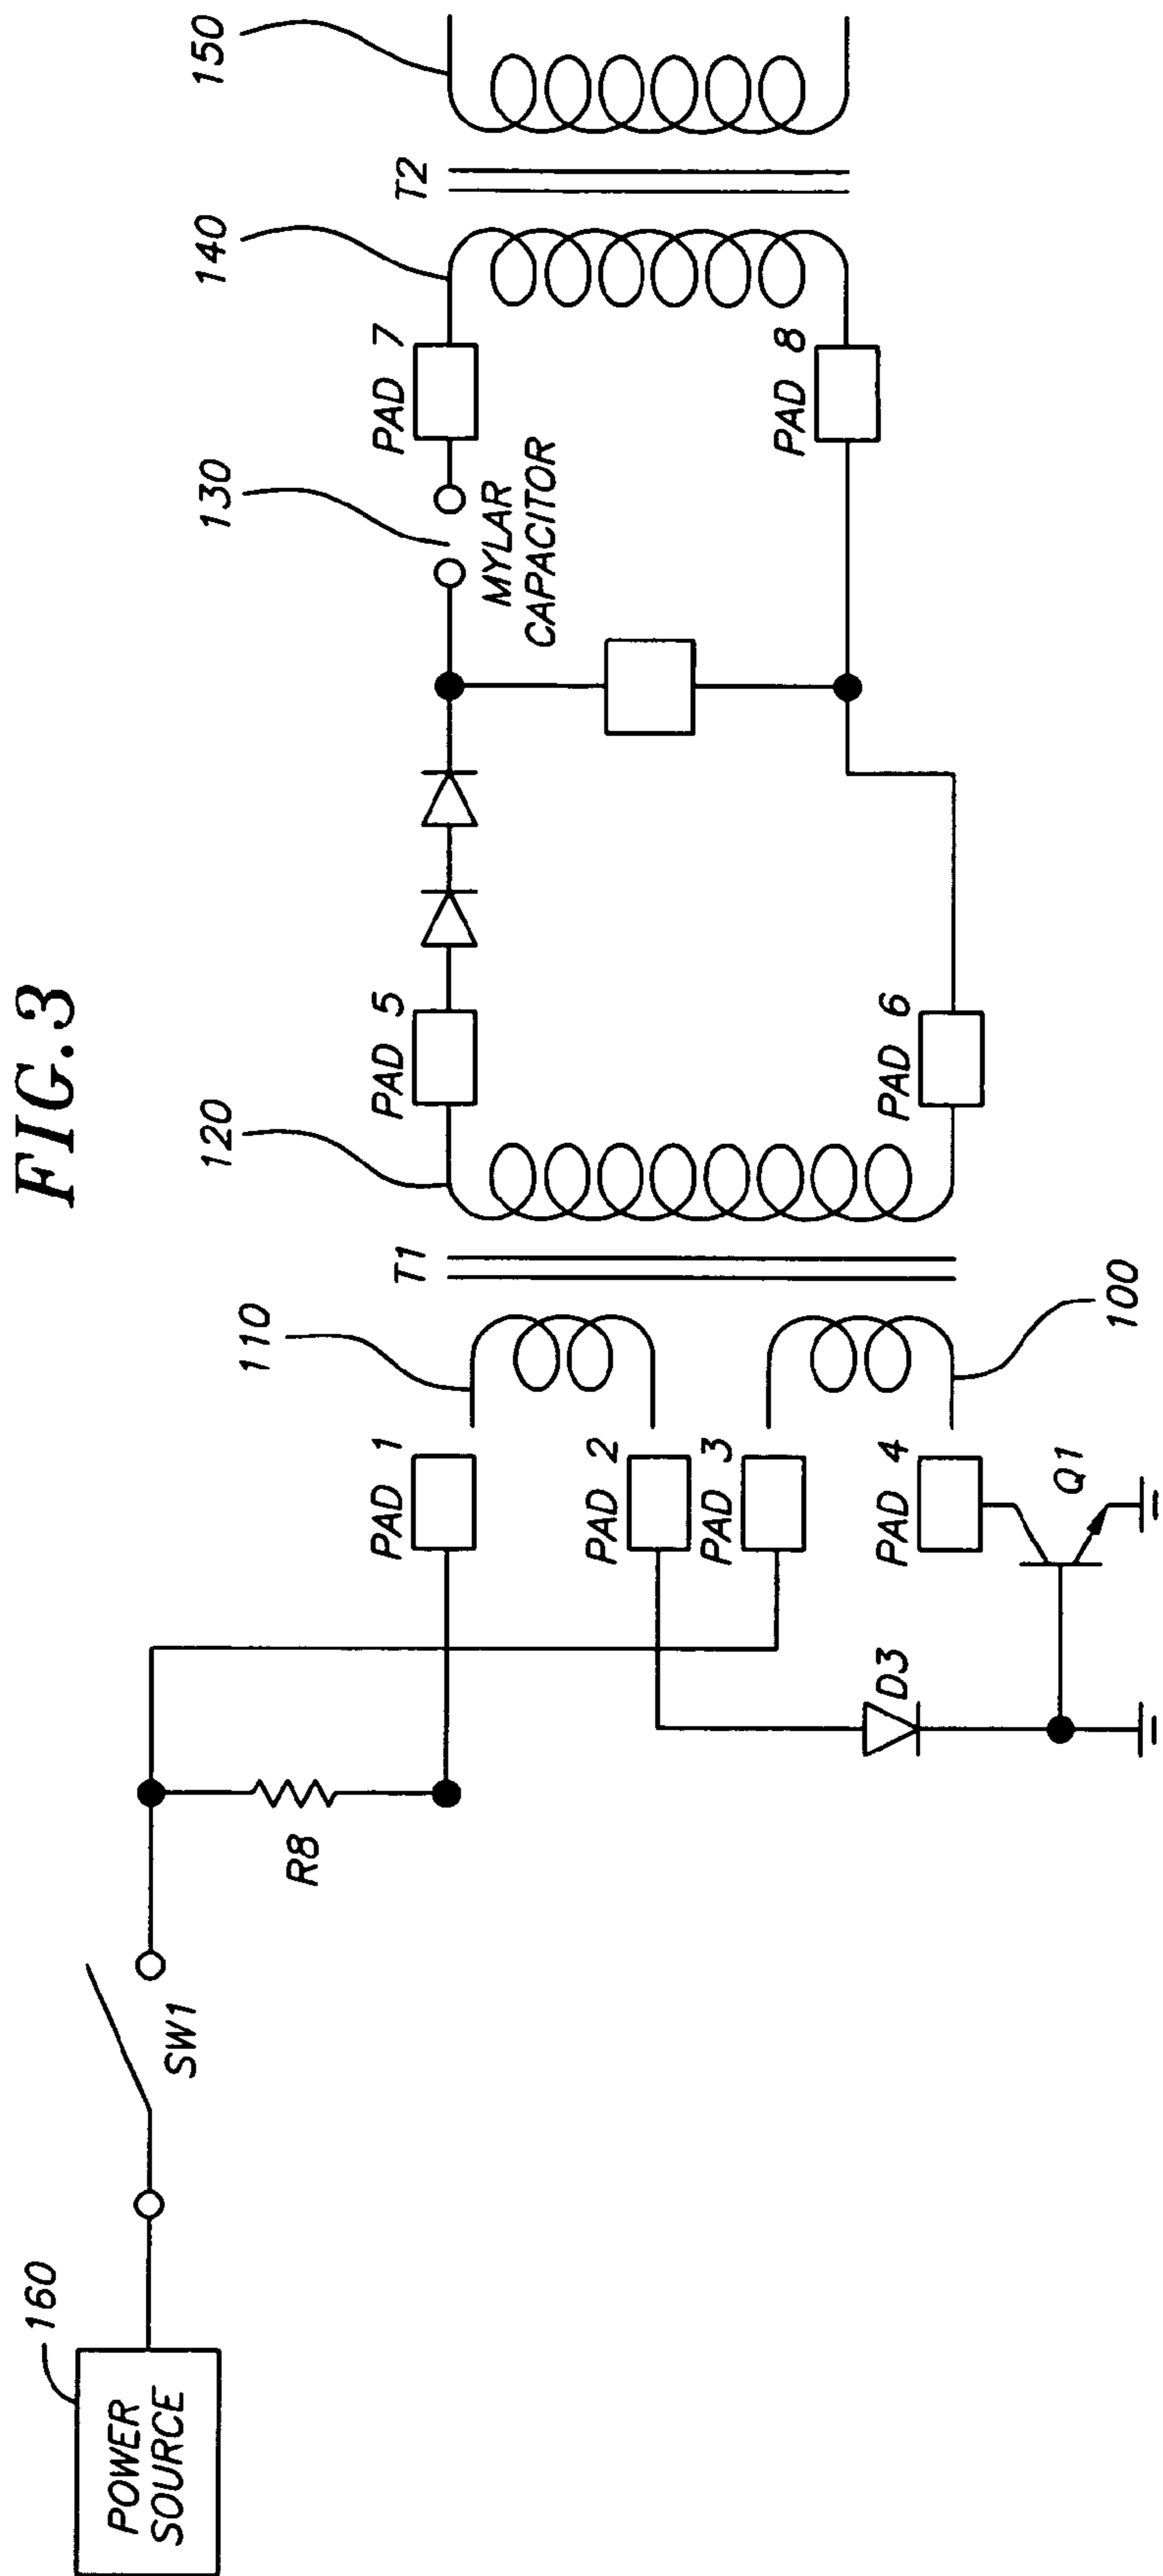 FIG.3
160
POWER
SOURCE
SW1
R8
PAD 1
PAD 2
PAD 3
PAD 4
D3
Q1
110
100
T1
120
PAD 5
PAD 6
130
MYLAR
CAPACITOR
PAD 7
PAD 8
140
T2
150